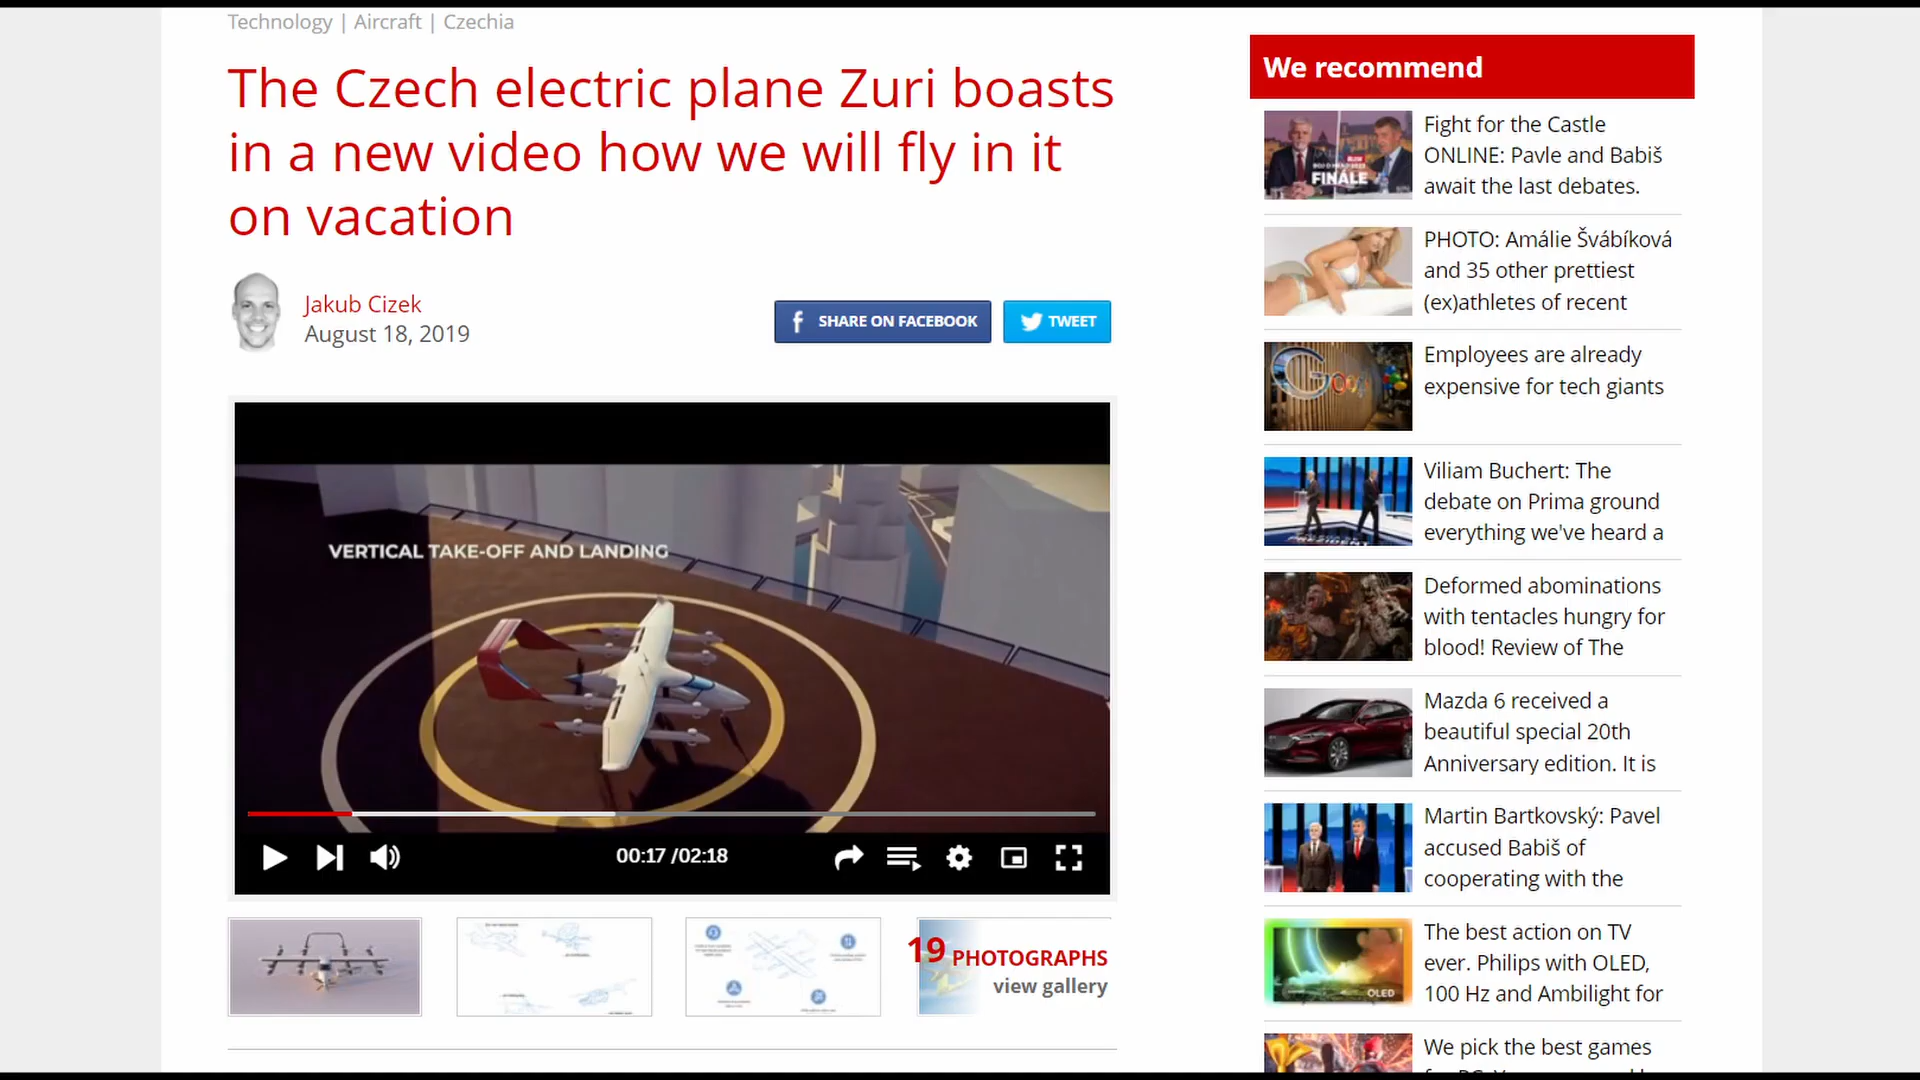 Technology | Aircraft | Czechia
The Czech electric plane Zuri boasts
in a new video how we will fly in it
on vacation
Jakub Cizek
August 18, 2019
SHARE ON FACEBOOK
TWEET
VERTICAL TAKE-OFF AND LANDING
00:17 /02:18
19 PHOTOGRAPHS
view gallery
We recommend
FINÁLE
Fight for the Castle
ONLINE: Pavle and Babiš
await the last debates.
PHOTO: Amálie Švábíková
and 35 other prettiest
(ex)athletes of recent
Employees are already
expensive for tech giants
Viliam Buchert: The
debate on Prima ground
everything we've heard a
Deformed abominations
with tentacles hungry for
blood! Review of The
Mazda 6 received a
beautiful special 20th
Anniversary edition. It is
Martin Bartkovský: Pavel
accused Babiš of
cooperating with the
OLED
The best action on TV
ever. Philips with OLED,
100 Hz and Ambilight for
We pick the best games